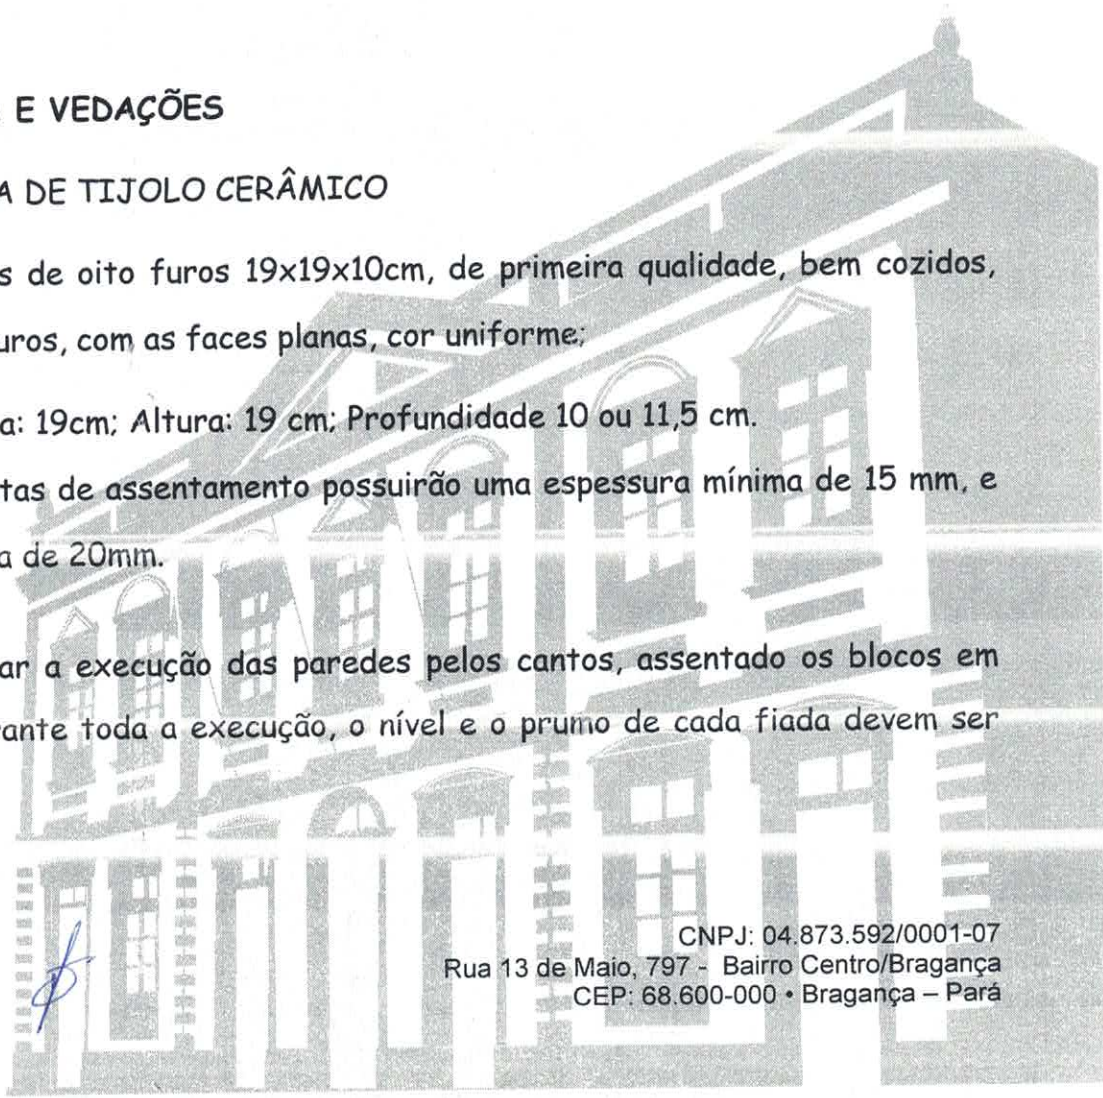 E VEDAÇÕES
A DE TIJOLO CERÂMICO
s de oito furos 19x19x10cm, de primeira qualidade, bem cozidos,
uros, com as faces planas, cor uniforme;
a: 19cm; Altura: 19 cm; Profundidade 10 ou 11,5 cm.
tas de assentamento possuirão uma espessura mínima de 15 mm, e
a de 20mm.
ar a execução das paredes pelos cantos, assentado os blocos em
ante toda a execução, o nível e o prumo de cada fiada devem ser
CNPJ: 04.873.592/0001-07
Rua 13 de Maio, 797 - Bairro Centro/Bragança
CEP: 68.600-000 • Bragança – Pará